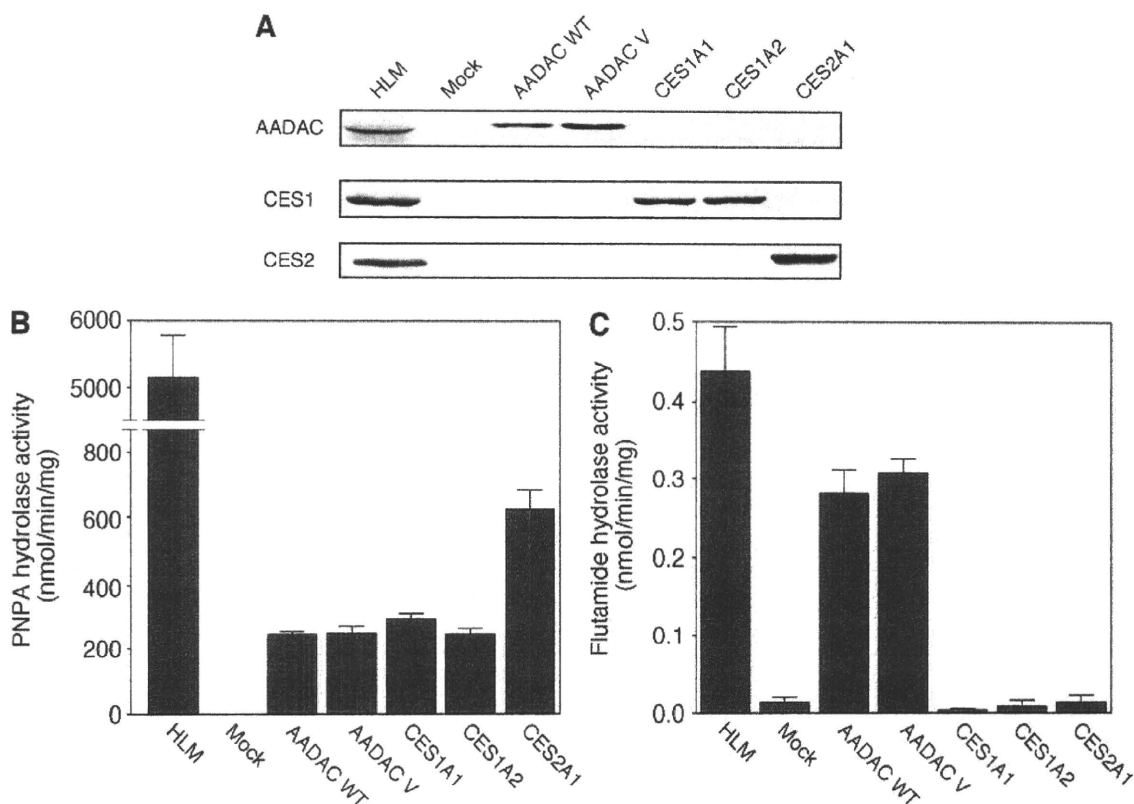 A
HLM
Mock
AADAC WT
AADAC V
CES1A1
CES1A2
CES2A1
AADAC
CES1
CES2
B
PNPA hydrolase activity
(nmol/min/mg)
6000
5000
800
600
400
200
0
HLM
Mock
AADAC WT
AADAC V
CES1A1
CES1A2
CES2A1
C
Flutamide hydrolase activity
(nmol/min/mg)
0.5
0.4
0.3
0.2
0.1
0.0
HLM
Mock
AADAC WT
AADAC V
CES1A1
CES1A2
CES2A1